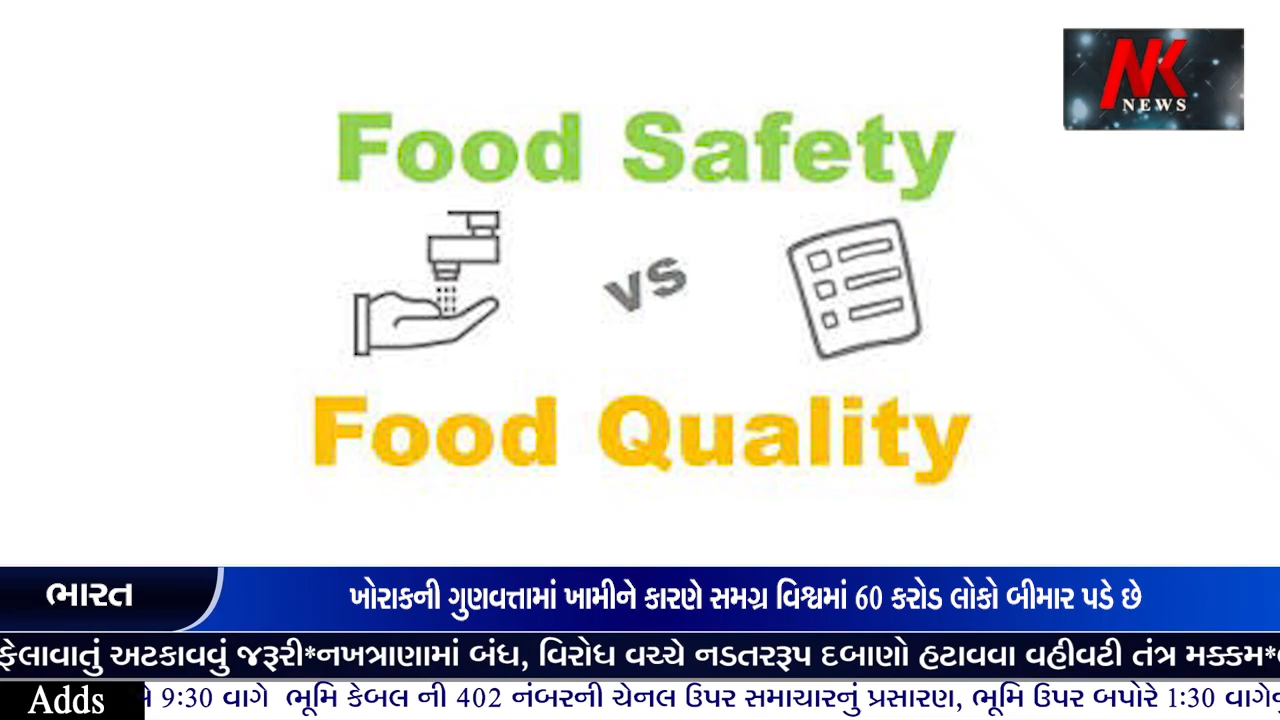 NK
NEWS
Food Safety
vs
Food Quality
ભારત
ખોરાકની ગુણવત્તામાં ખામીને કારણે સમગ્ર વિશ્વમાં 60 કરોડ લોકો બીમાર પડે છે
ફેલાવાતું અટકાવવું જરૂરી*નખત્રાણામાં બંધ, વિરોધ વચ્ચે નડતરરૂપ દબાણો હટાવવા વહીવટી તંત્ર મક્કમ*
Adds
9:30 વાગે ભૂમિ કેબલ ની 402 નંબરની ચેનલ ઉપર સમાચારનું પ્રસારણ, ભૂમિ ઉપર બપોરે 1:30 વાગે